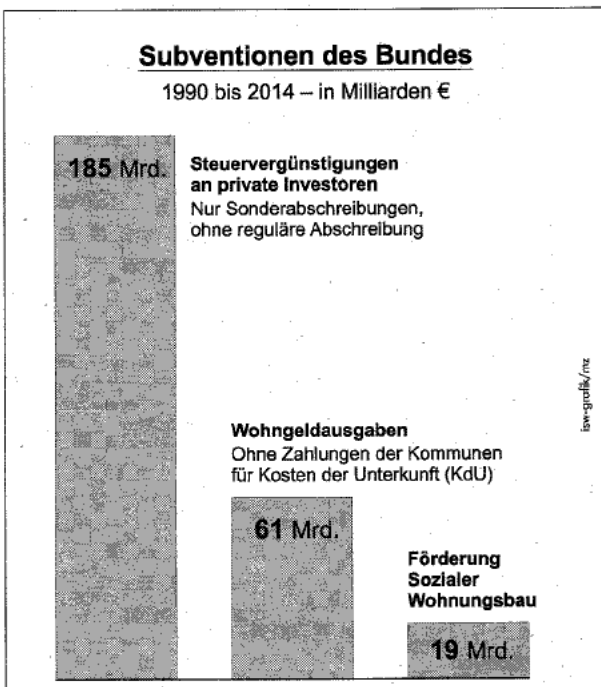 Subventionen des Bundes
1990 bis 2014 – in Milliarden €
185 Mrd.
Steuervergünstigungen
an private Investoren
Nur Sonderabschreibungen,
ohne reguläre Abschreibung
Wohngeldausgaben
Ohne Zahlungen der Kommunen
für Kosten der Unterkunft (KdU)
61 Mrd.
Förderung
Sozialer
Wohnungsbau
19 Mrd.
isw-grafik/mz